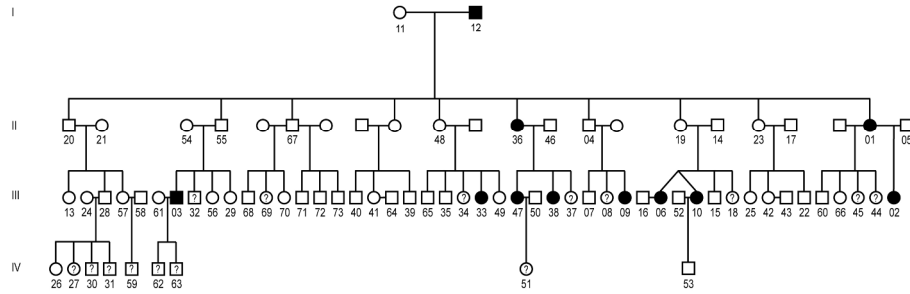 I
11 12
II
20 21 54 55 67 48 36 46 04 19 14 23 17 01 05
III ? ? ? ? ? ? ? ?
13 24 28 57 58 61 03 32 56 29 68 69 70 71 72 73 40 41 64 39 65 35 34 33 49 47 50 38 37 07 08 09 16 06 52 10 15 18 25 42 43 22 60 66 45 44 02
IV ? ? ? ? ? ? ?
26 27 30 31 59 62 63 51 53